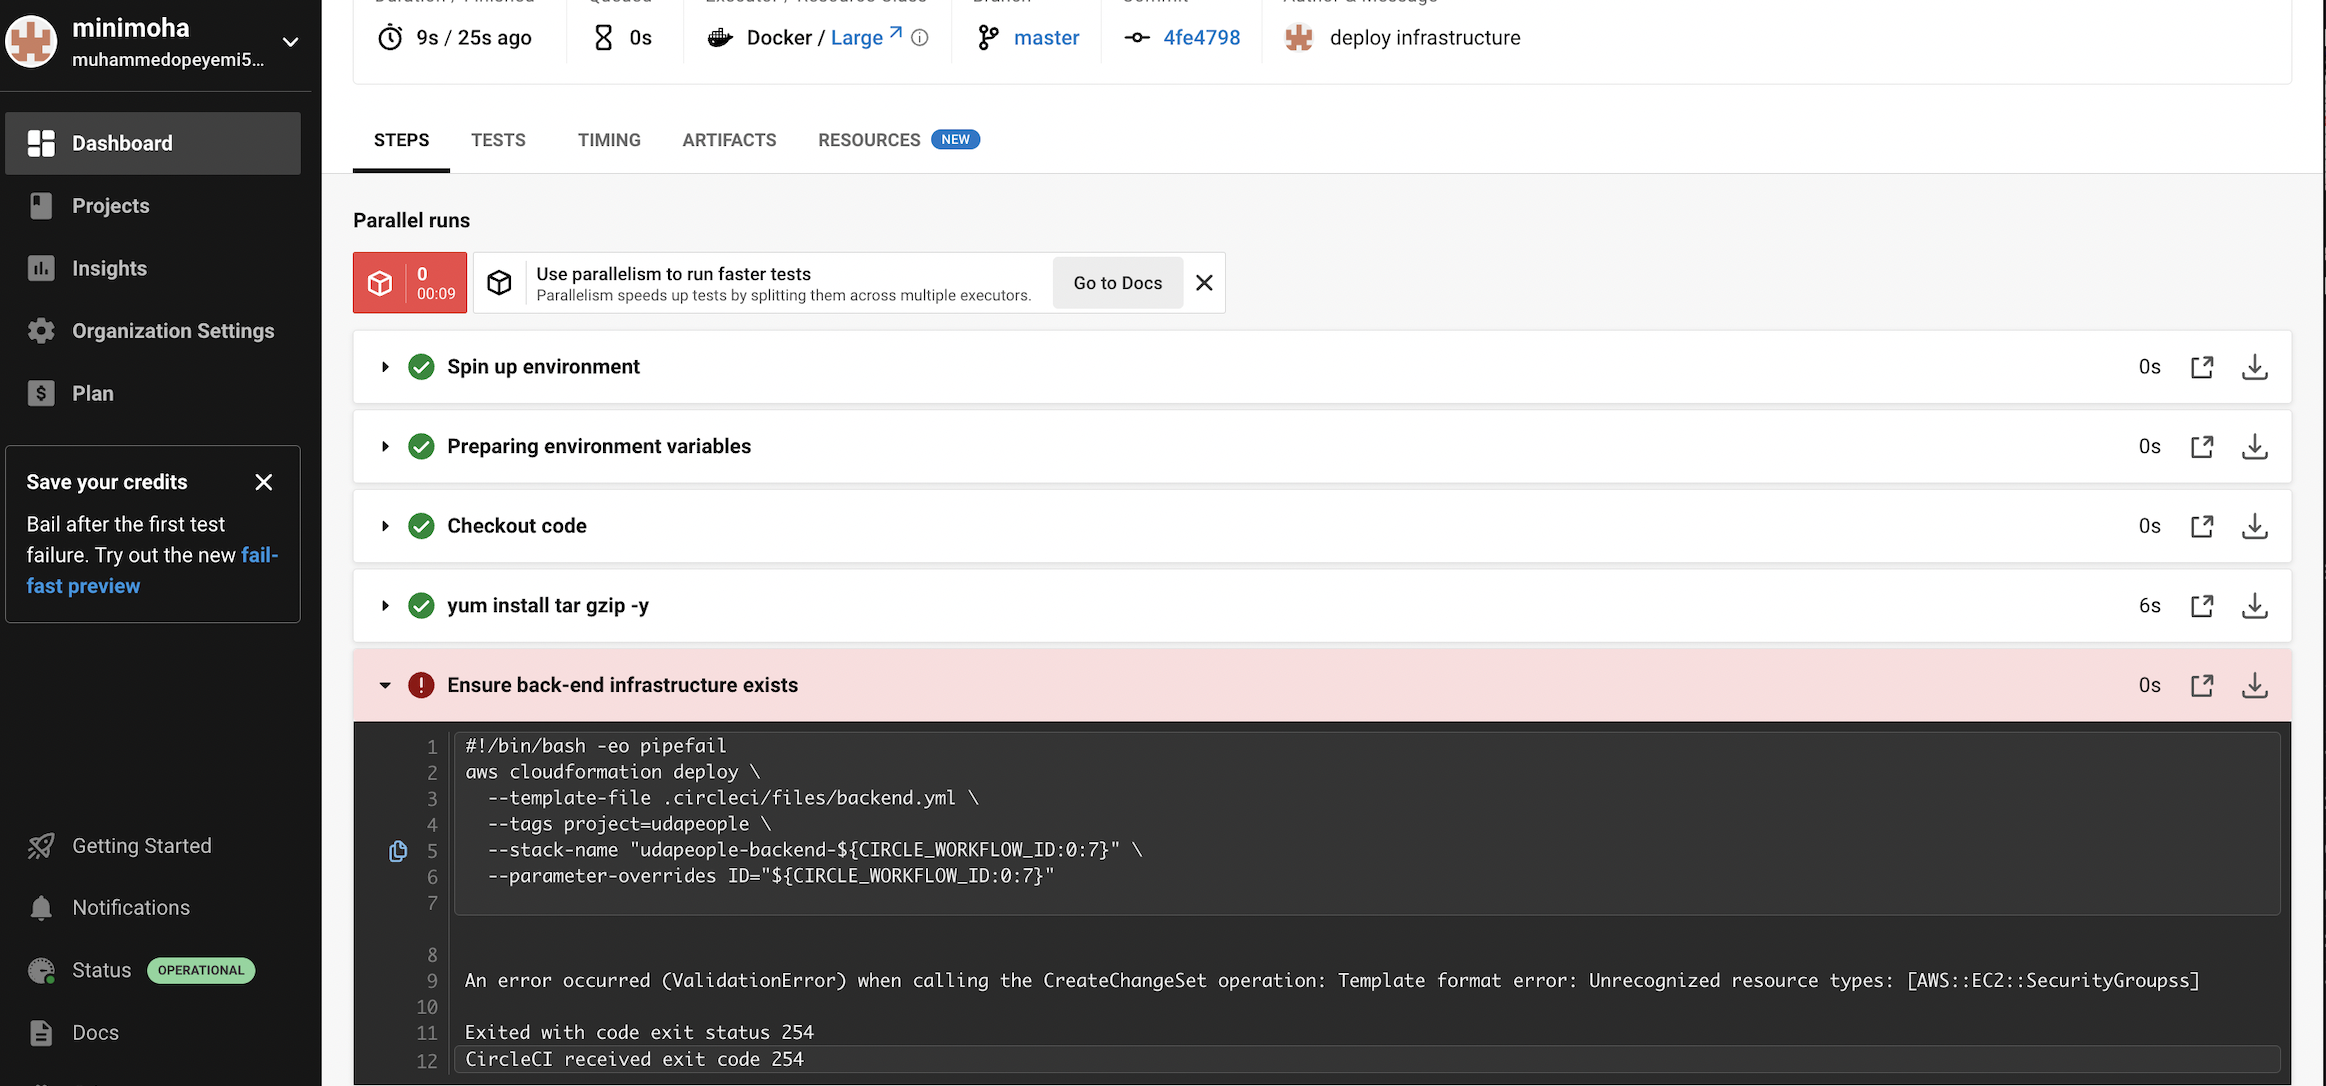 minimoha
muhammedopeyemi5...
Dashboard
Projects
Insights
Organization Settings
Plan
Save your credits
Bail after the first test
failure. Try out the new fail-
fast preview
Getting Started
Notifications
Status OPERATIONAL
Docs
9s / 25s ago
0s
Docker / Large
master
4fe4798
deploy infrastructure
STEPS
TESTS
TIMING
ARTIFACTS
RESOURCES NEW
Parallel runs
0
00:09
Use parallelism to run faster tests
Parallelism speeds up tests by splitting them across multiple executors.
Go to Docs
Spin up environment 0s
Preparing environment variables 0s
Checkout code 0s
yum install tar gzip -y 6s
Ensure back-end infrastructure exists 0s
1 #!/bin/bash -eo pipefail
2 aws cloudformation deploy \
3 --template-file .circleci/files/backend.yml \
4 --tags project=udapeople \
5 --stack-name "udapeople-backend-${CIRCLE_WORKFLOW_ID:0:7}" \
6 --parameter-overrides ID="${CIRCLE_WORKFLOW_ID:0:7}"
7
8
9 An error occurred (ValidationError) when calling the CreateChangeSet operation: Template format error: Unrecognized resource types: [AWS::EC2::SecurityGroupss]
10
11 Exited with code exit status 254
12 CircleCI received exit code 254